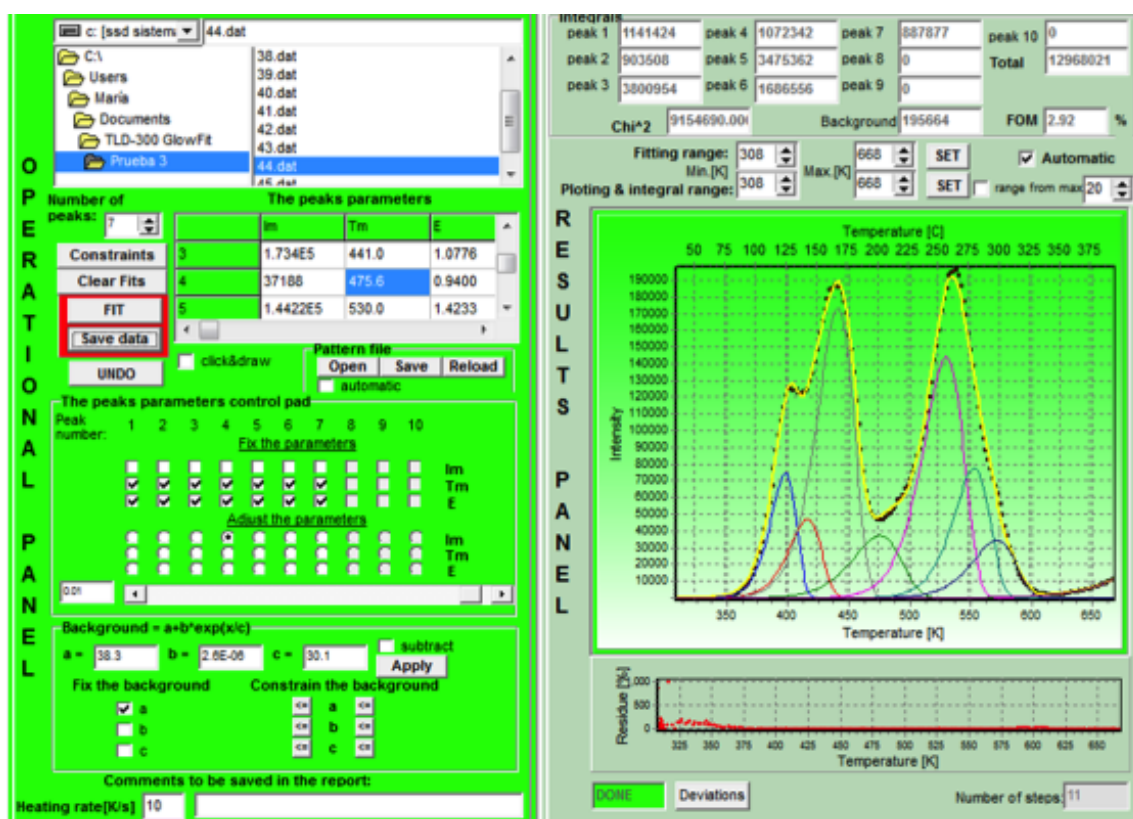 c: [ssd sistema 44.dat
C:\
Users
Maria
Documents
TLD-300 GlowFit
Prueba 3
38.dat
39.dat
40.dat
41.dat
42.dat
43.dat
44.dat
45.dat
OPERATIONAL PANEL
Number of peaks: 7
The peaks parameters
Im Tm E
3 1.734E5 441.0 1.0776
4 37188 475.6 0.9400
5 1.4422E5 530.0 1.4233
Constraints
Clear Fits
FIT
Save data
UNDO
click&draw
Pattern file
Open Save Reload
automatic
The peaks parameters control pad
Peak number: 1 2 3 4 5 6 7 8 9 10
Fix the parameters
Im
Tm
E
Adjust the parameters
Im
Tm
E
0.01
Background = a+b*exp(x/c)
a = 38.3 b = 2.6E-06 c = 30.1
subtract
Apply
Fix the background
Constrain the background
a
b
c
<= a <=
<= b <=
<= c <=
Comments to be saved in the report:
Heating rate[K/s] 10
Integrals
peak 1 1141424 peak 4 1072342 peak 7 887877 peak 10 0
peak 2 903508 peak 5 3475362 peak 8 0 Total 12968021
peak 3 3800954 peak 6 1686556 peak 9 0
Chi^2 9154690.00 Background 195664 FOM 2.92 %
Fitting range: 308 668 SET Automatic
Min.[K] Max.[K]
Ploting & integral range: 308 668 SET range from max 20
RESULTS PANEL
Temperature [C]
50 75 100 125 150 175 200 225 250 275 300 325 350 375
Intensity
190000
180000
170000
160000
150000
140000
130000
120000
110000
100000
90000
80000
70000
60000
50000
40000
30000
20000
10000
350 400 450 500 550 600 650
Temperature [K]
Residue [%]
1,000
500
0
325 350 375 400 425 450 475 500 525 550 575 600 625 650
Temperature [K]
DONE Deviations Number of steps: 11